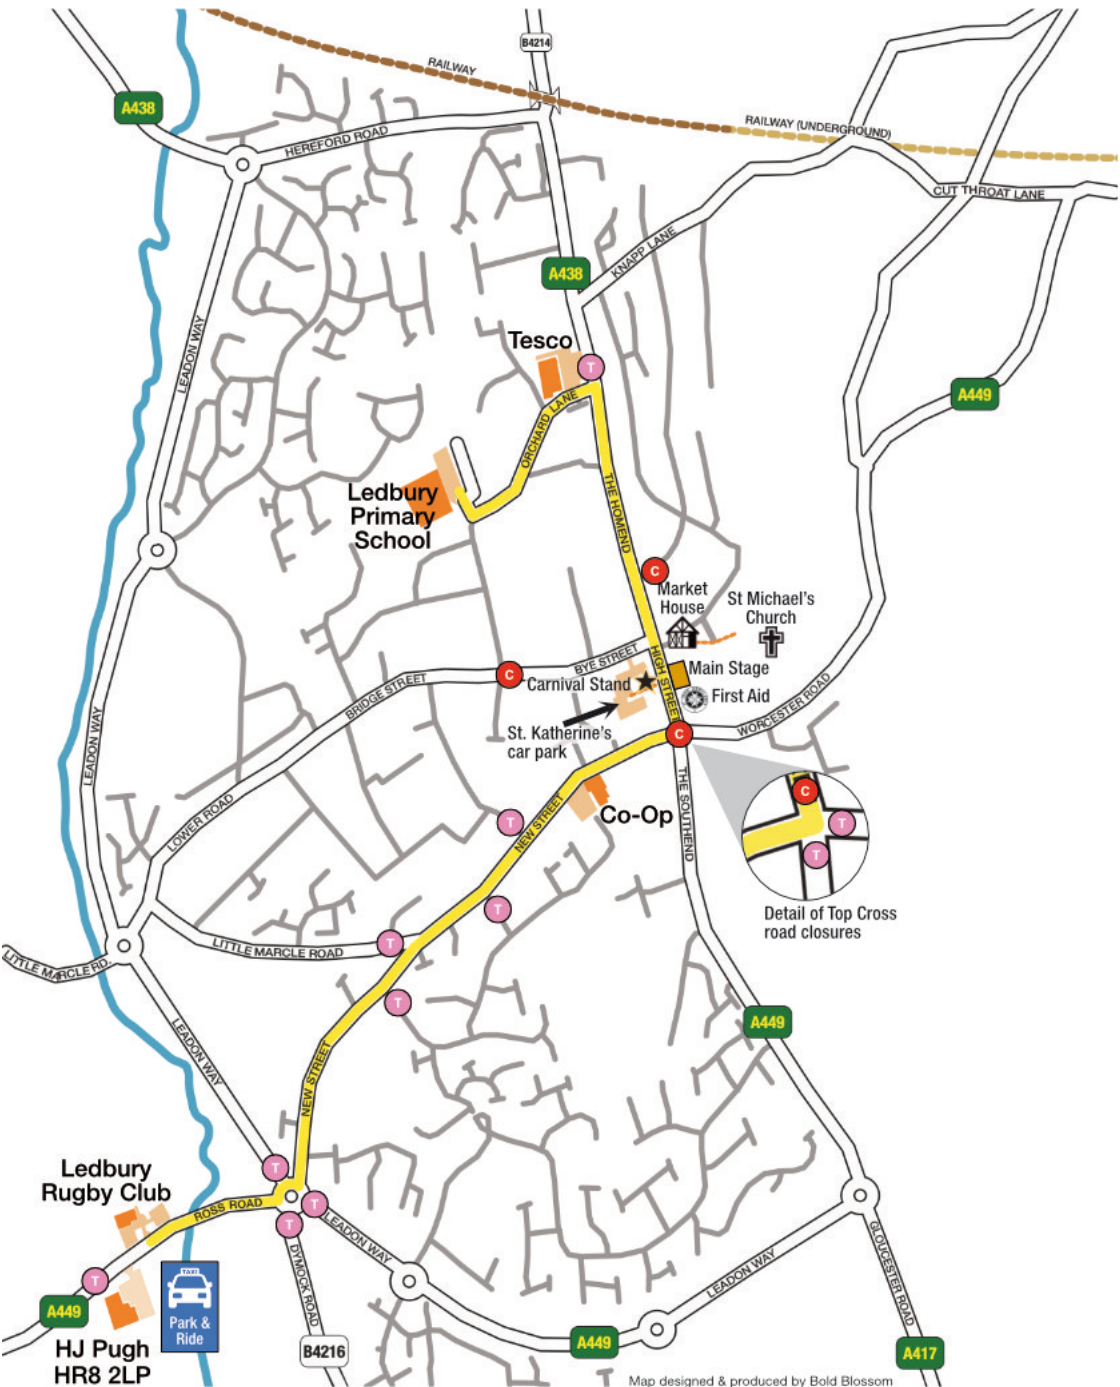 B4214
RAILWAY
A438
RAILWAY (UNDERGROUND)
HEREFORD ROAD
CUT THROAT LANE
KNAPP LANE
A438
LEADON WAY
Tesco
T
A449
ORCHARD LANE
Ledbury
Primary
School
THE HOMEND
C
Market
House
St Michael's
Church
BYE STREET
HIGH STREET
Main Stage
C
Carnival Stand
First Aid
BRIDGE STREET
WORCESTER ROAD
St. Katherine's
car park
C
LEADON WAY
THE SOUTHEND
C
LOWER ROAD
T
NEW STREET
Co-Op
T
T
Detail of Top Cross
road closures
T
T
LITTLE MARCLE ROAD
LITTLE MARCLE RD.
T
A449
LEADON WAY
NEW STREET
Ledbury
Rugby Club
T
ROSS ROAD
T
T
LEADON WAY
DYMOCK ROAD
LEADON WAY
GLOUCESTER ROAD
T
TAXI
Park &
Ride
A449
HJ Pugh
HR8 2LP
B4216
A449
A417
Map designed & produced by Bold Blossom